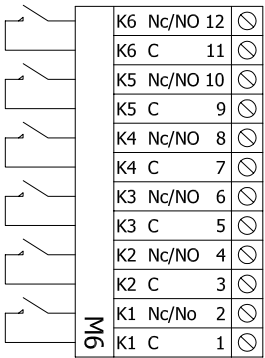 K6 Nc/NO 12
K6 C 11
K5 Nc/NO 10
K5 C 9
K4 Nc/NO 8
K4 C 7
K3 Nc/NO 6
K3 C 5
K2 Nc/NO 4
K2 C 3
K1 Nc/No 2
K1 C 1
M6